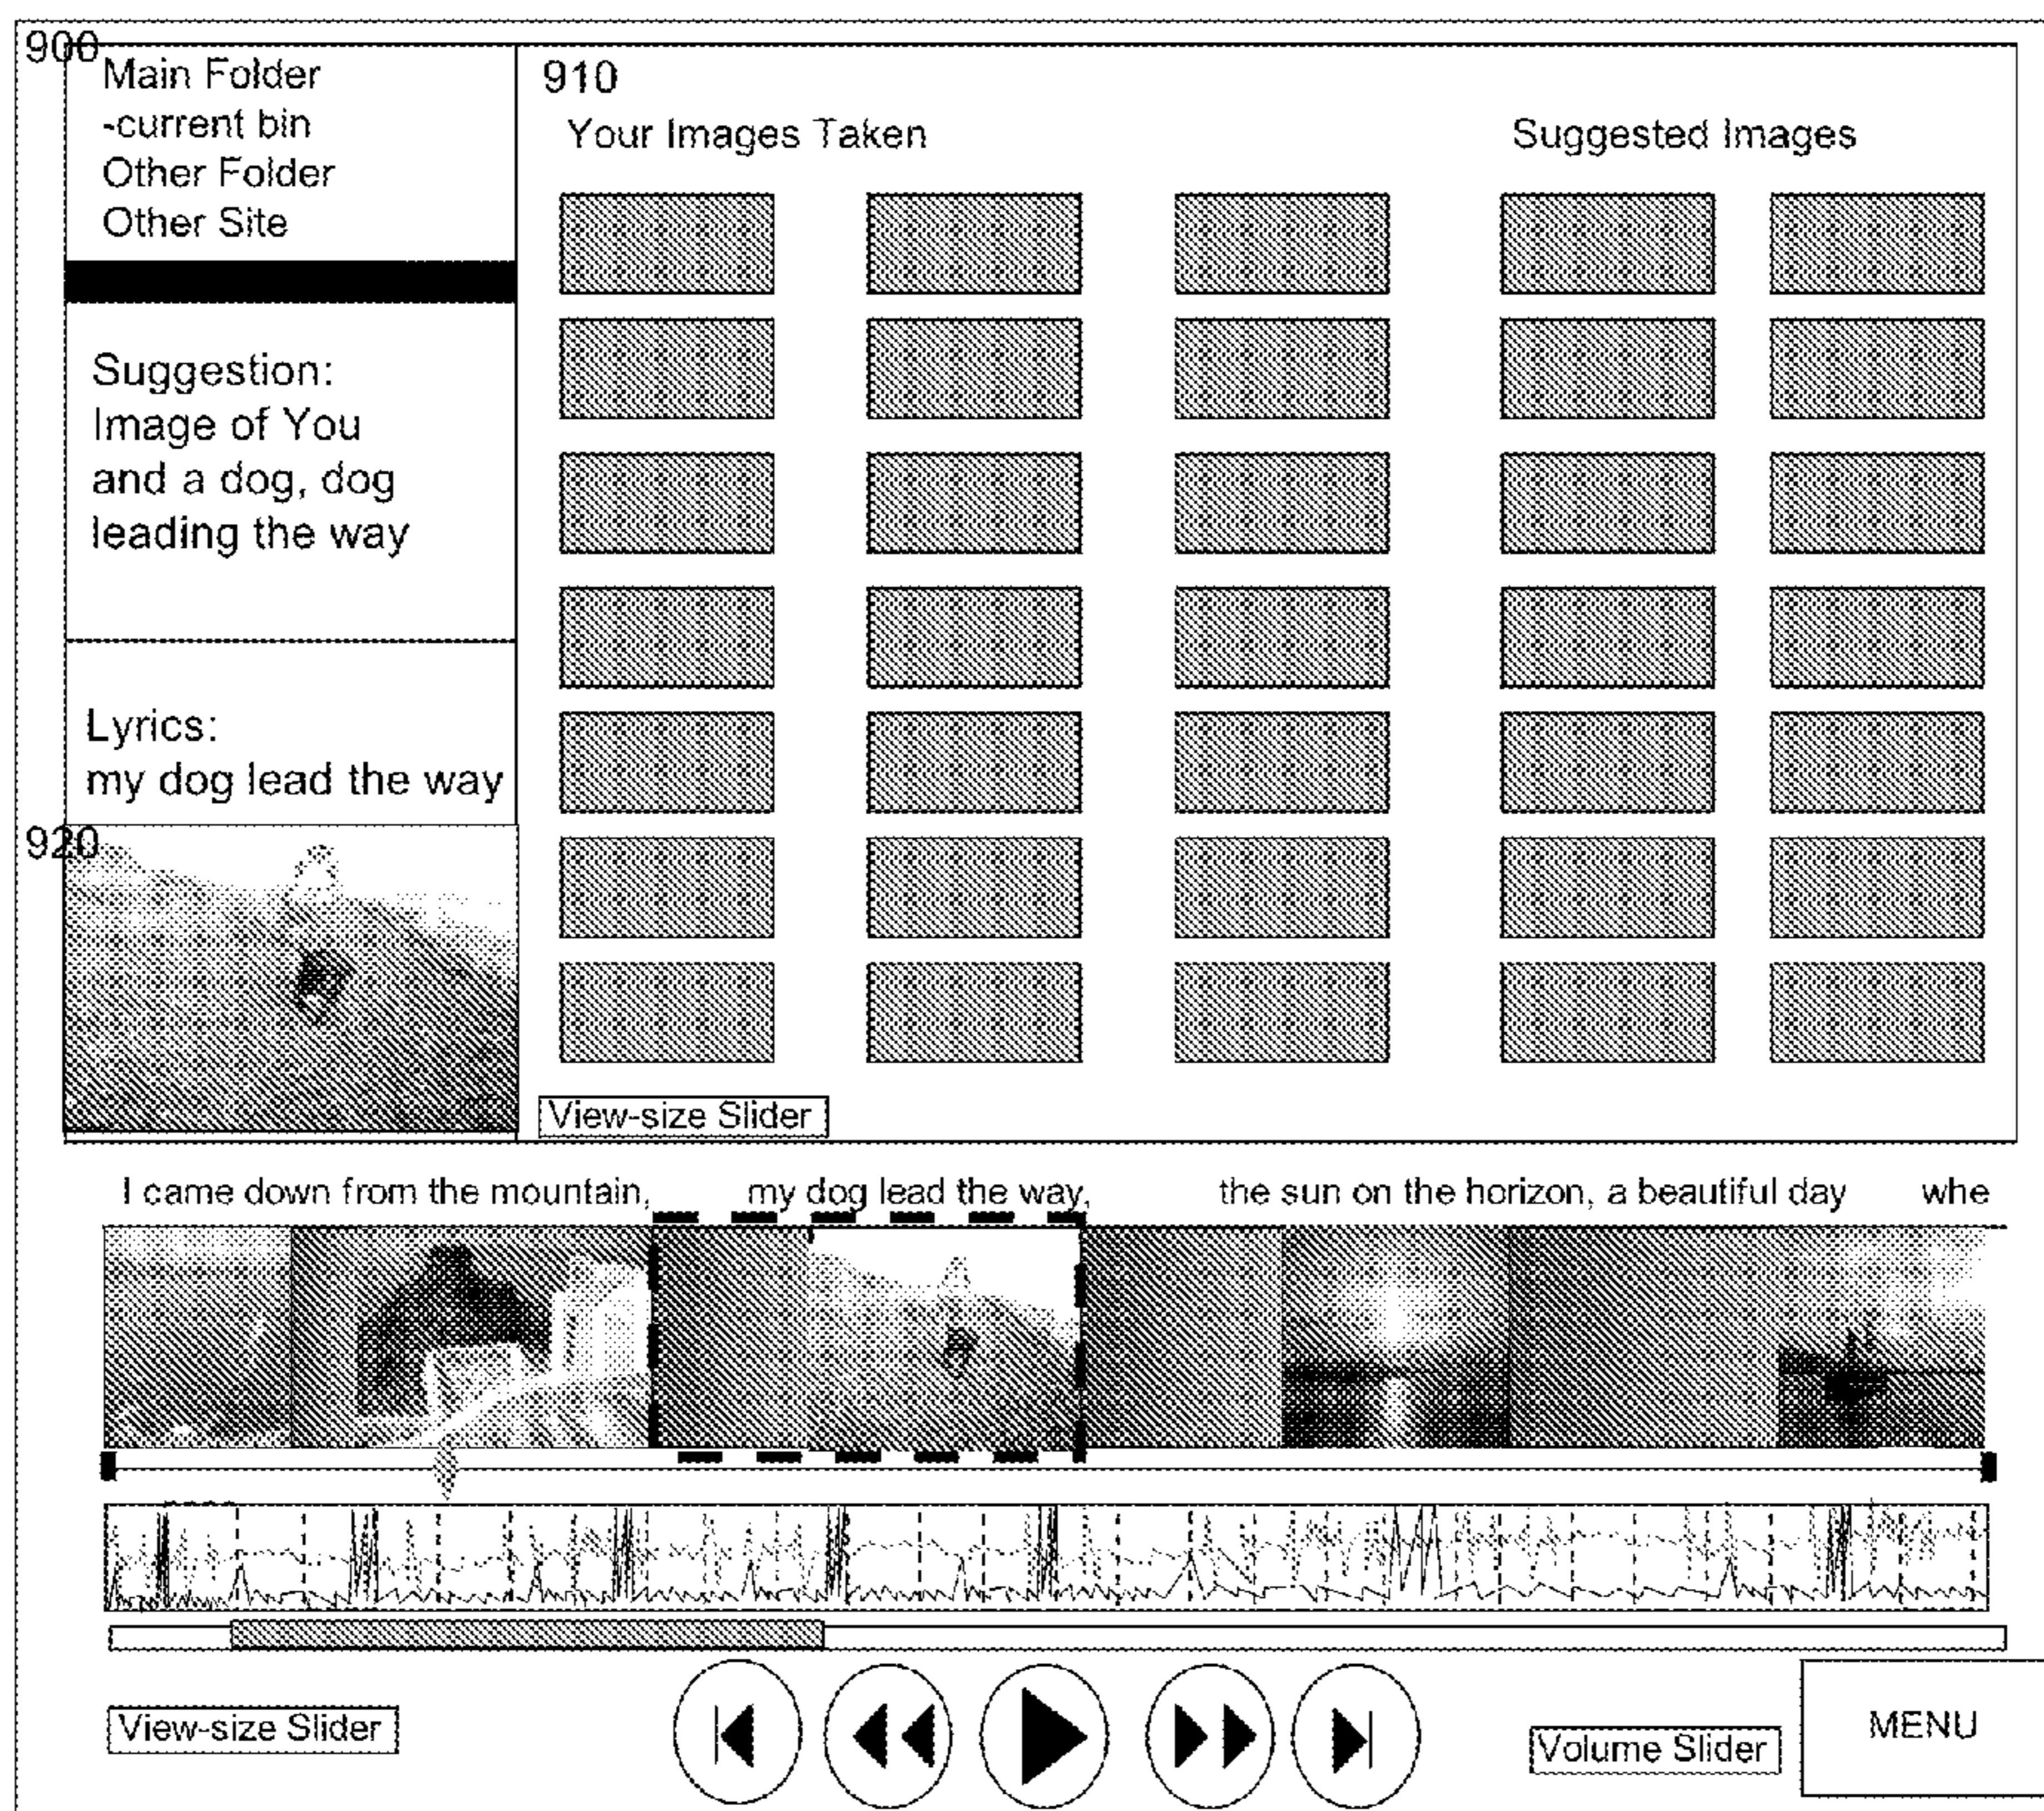 900
Main Folder
-current bin
Other Folder
Other Site
Suggestion:
Image of You
and a dog, dog
leading the way
Lyrics:
my dog lead the way
920
910
Your Images Taken
Suggested Images
View-size Slider
I came down from the mountain, my dog lead the way, the sun on the horizon, a beautiful day whe
View-size Slider
Volume Slider
MENU